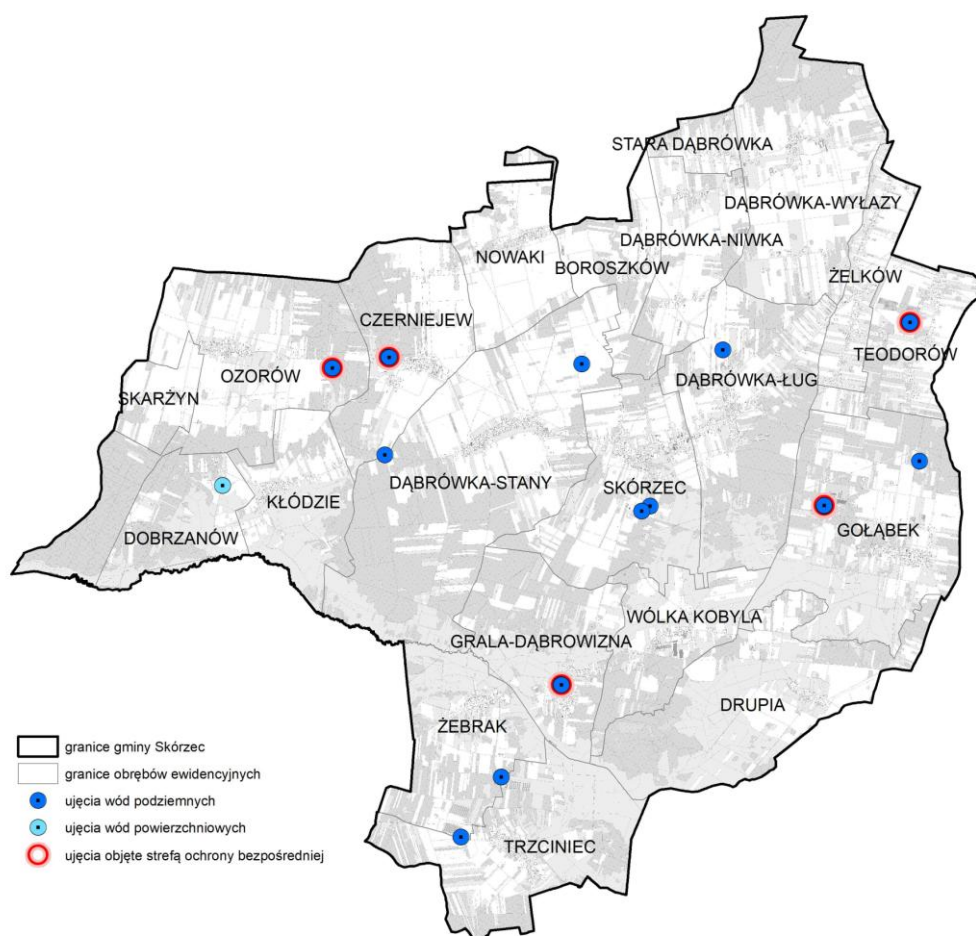 STARA DĄBRÓWKA
DĄBRÓWKA-WYŁAZY
DĄBRÓWKA-NIWKA
NOWAKI
BOROSZKÓW
ŻELKÓW
CZERNIEJEW
TEODORÓW
OZORÓW
DĄBRÓWKA-ŁUG
SKARŻYN
DĄBRÓWKA-STANY
SKÓRZEC
KŁÓDZIE
GOŁĄBEK
DOBRZANÓW
WÓLKA KOBYLA
GRALA-DĄBROWIZNA
DRUPIA
ŻEBRAK
TRZCINIEC
granice gminy Skórzec
granice obrębów ewidencyjnych
ujęcia wód podziemnych
ujęcia wód powierzchniowych
ujęcia objęte strefą ochrony bezpośredniej